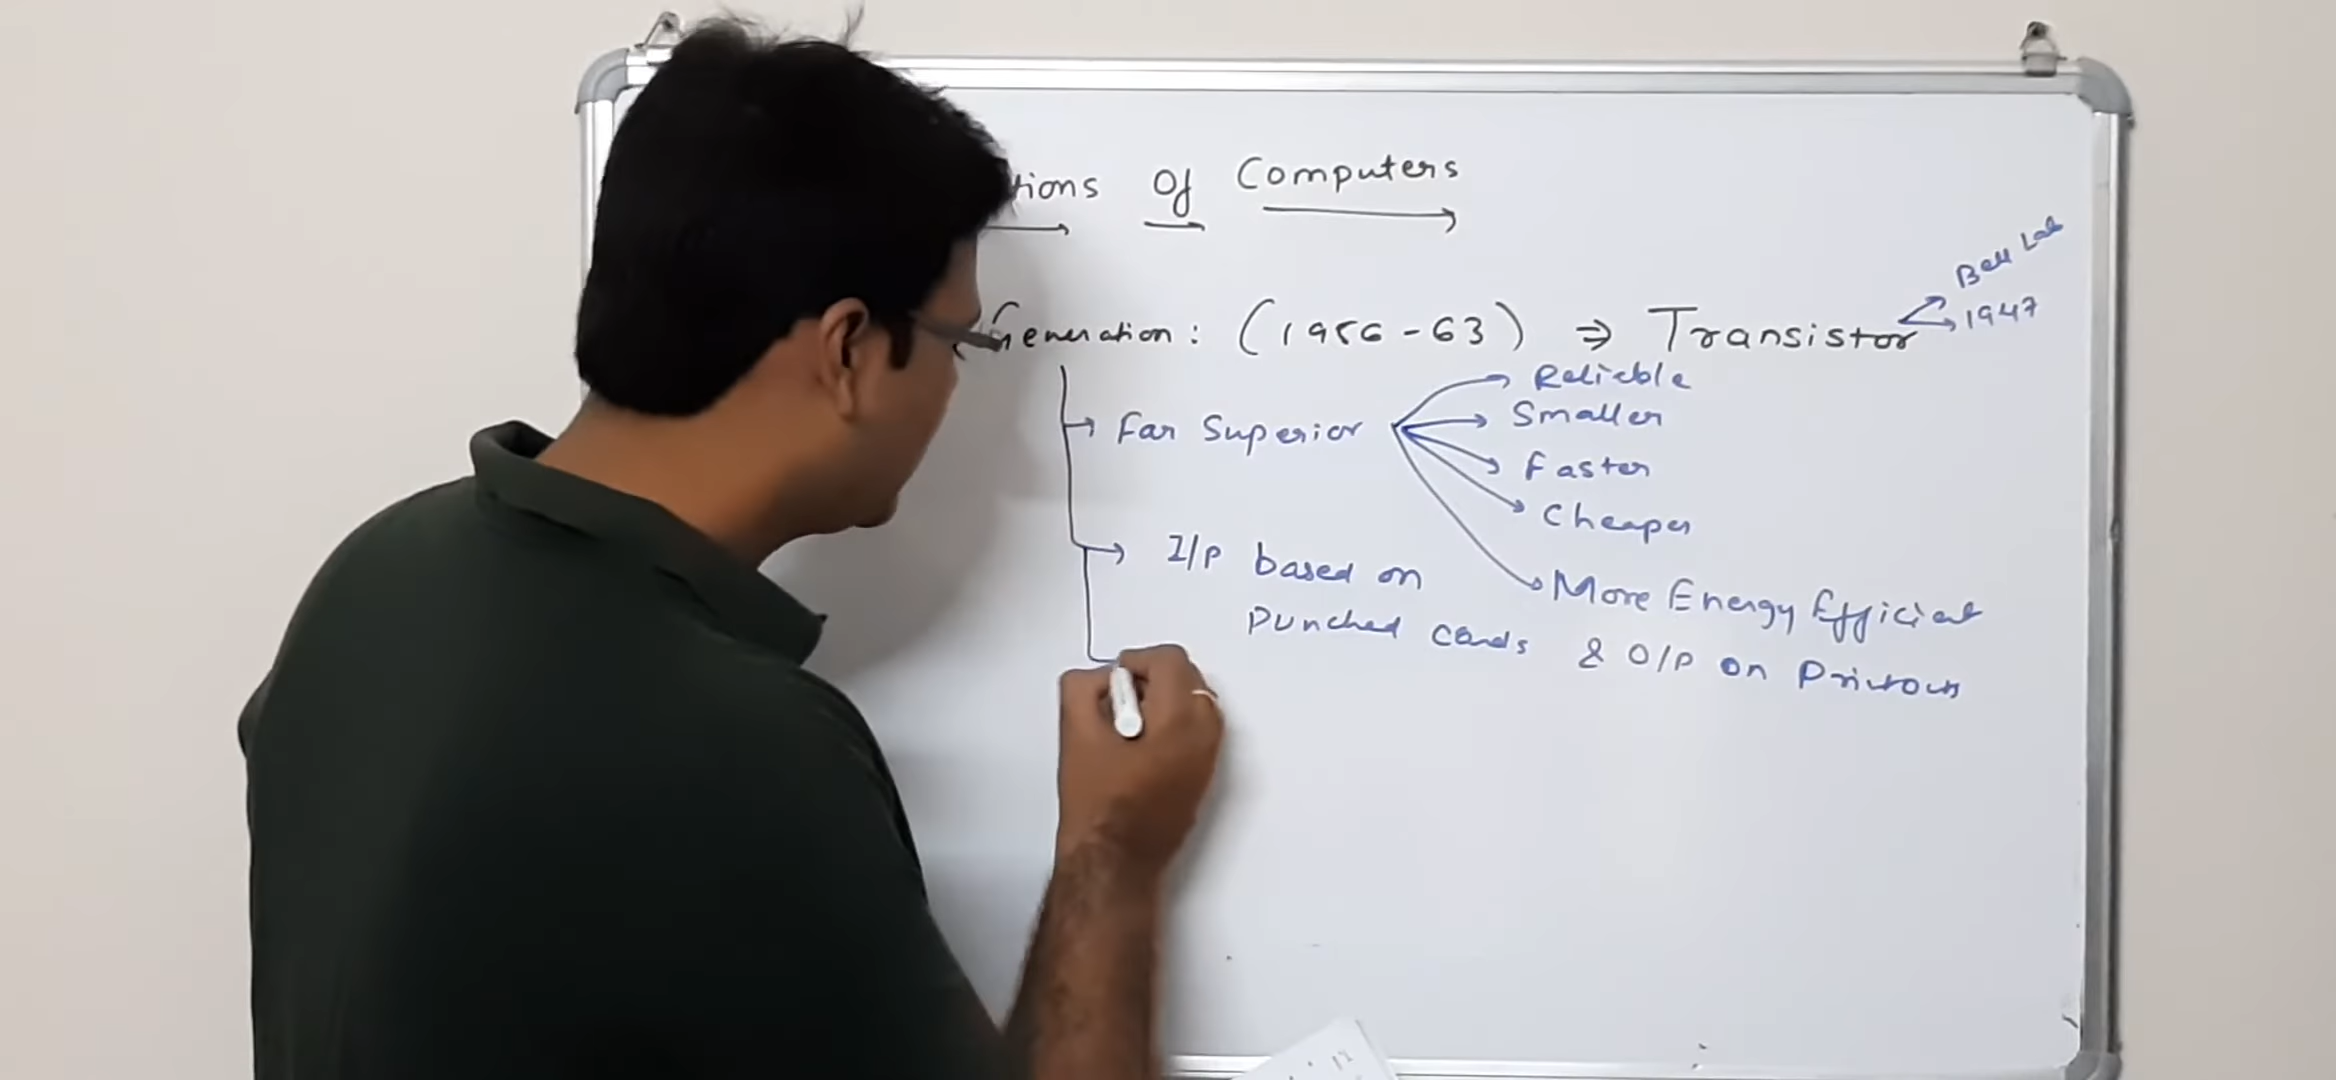 tions Of Computers
Bell Lab
1947
Generation: (1956-63) ⇒ Transistor
Reliable
Far Superior
Smaller
Faster
Cheaper
I/P based on
More Energy Efficient
Punched cards & O/P on Printouts